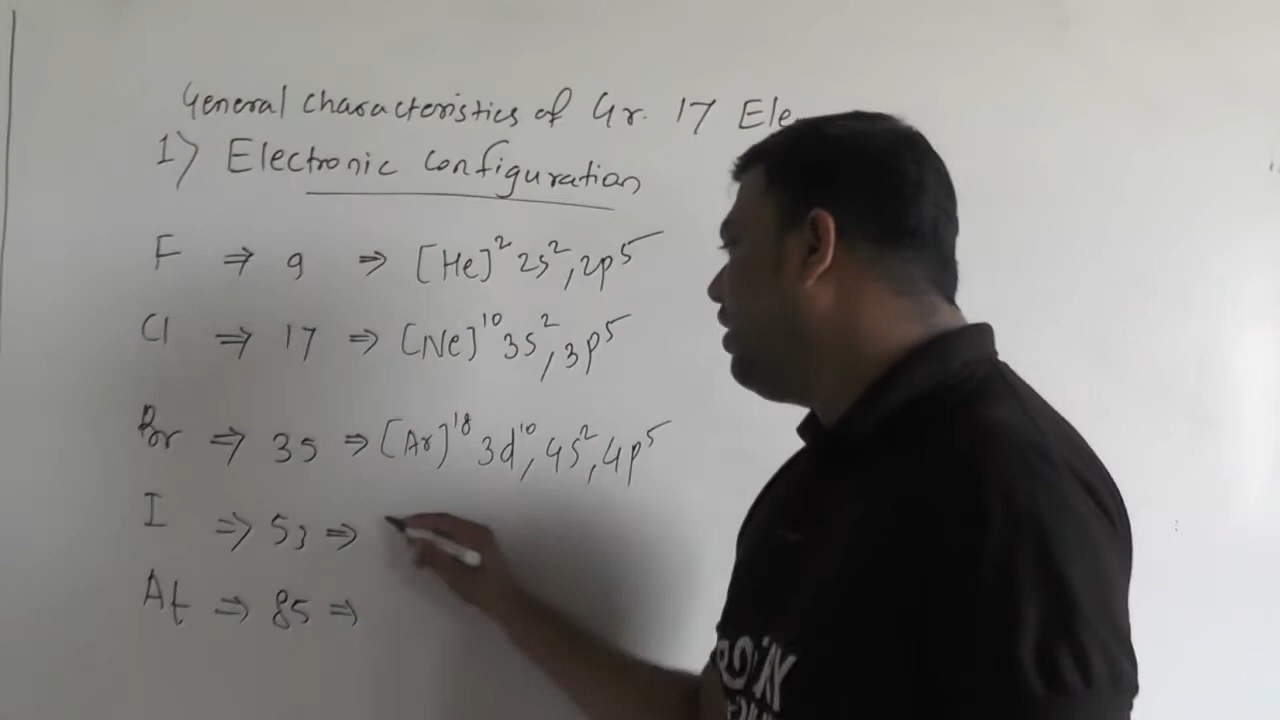 General characteristics of Gr. 17 Ele
1) Electronic configuration
F ⇒ 9 ⇒ [He]² 2s², 2p⁵
Cl ⇒ 17 ⇒ [Ne]¹⁰ 3s², 3p⁵
Br ⇒ 35 ⇒ [Ar]¹⁸ 3d¹⁰, 4s², 4p⁵
I ⇒ 53 ⇒
At ⇒ 85 ⇒